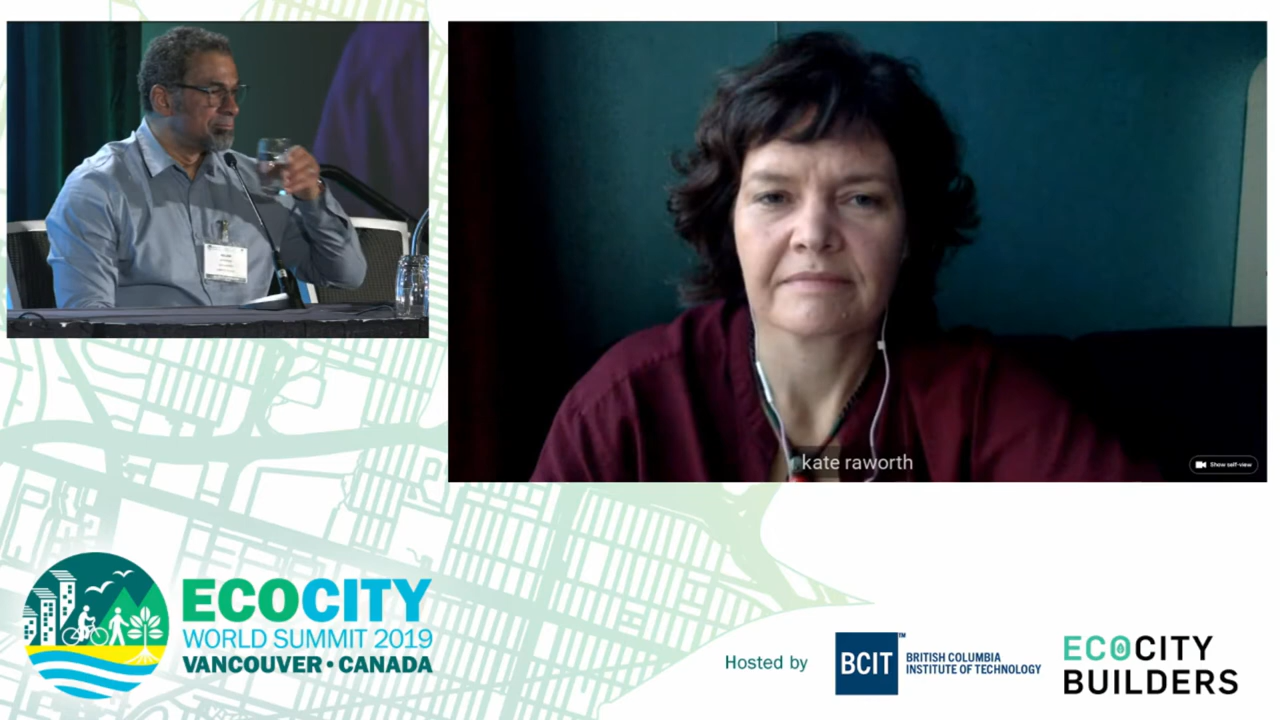 kate raworth
Show self-view
ECOCITY
WORLD SUMMIT 2019
VANCOUVER • CANADA
Hosted by
BCIT™
BRITISH COLUMBIA
INSTITUTE OF TECHNOLOGY
ECOCITY
BUILDERS